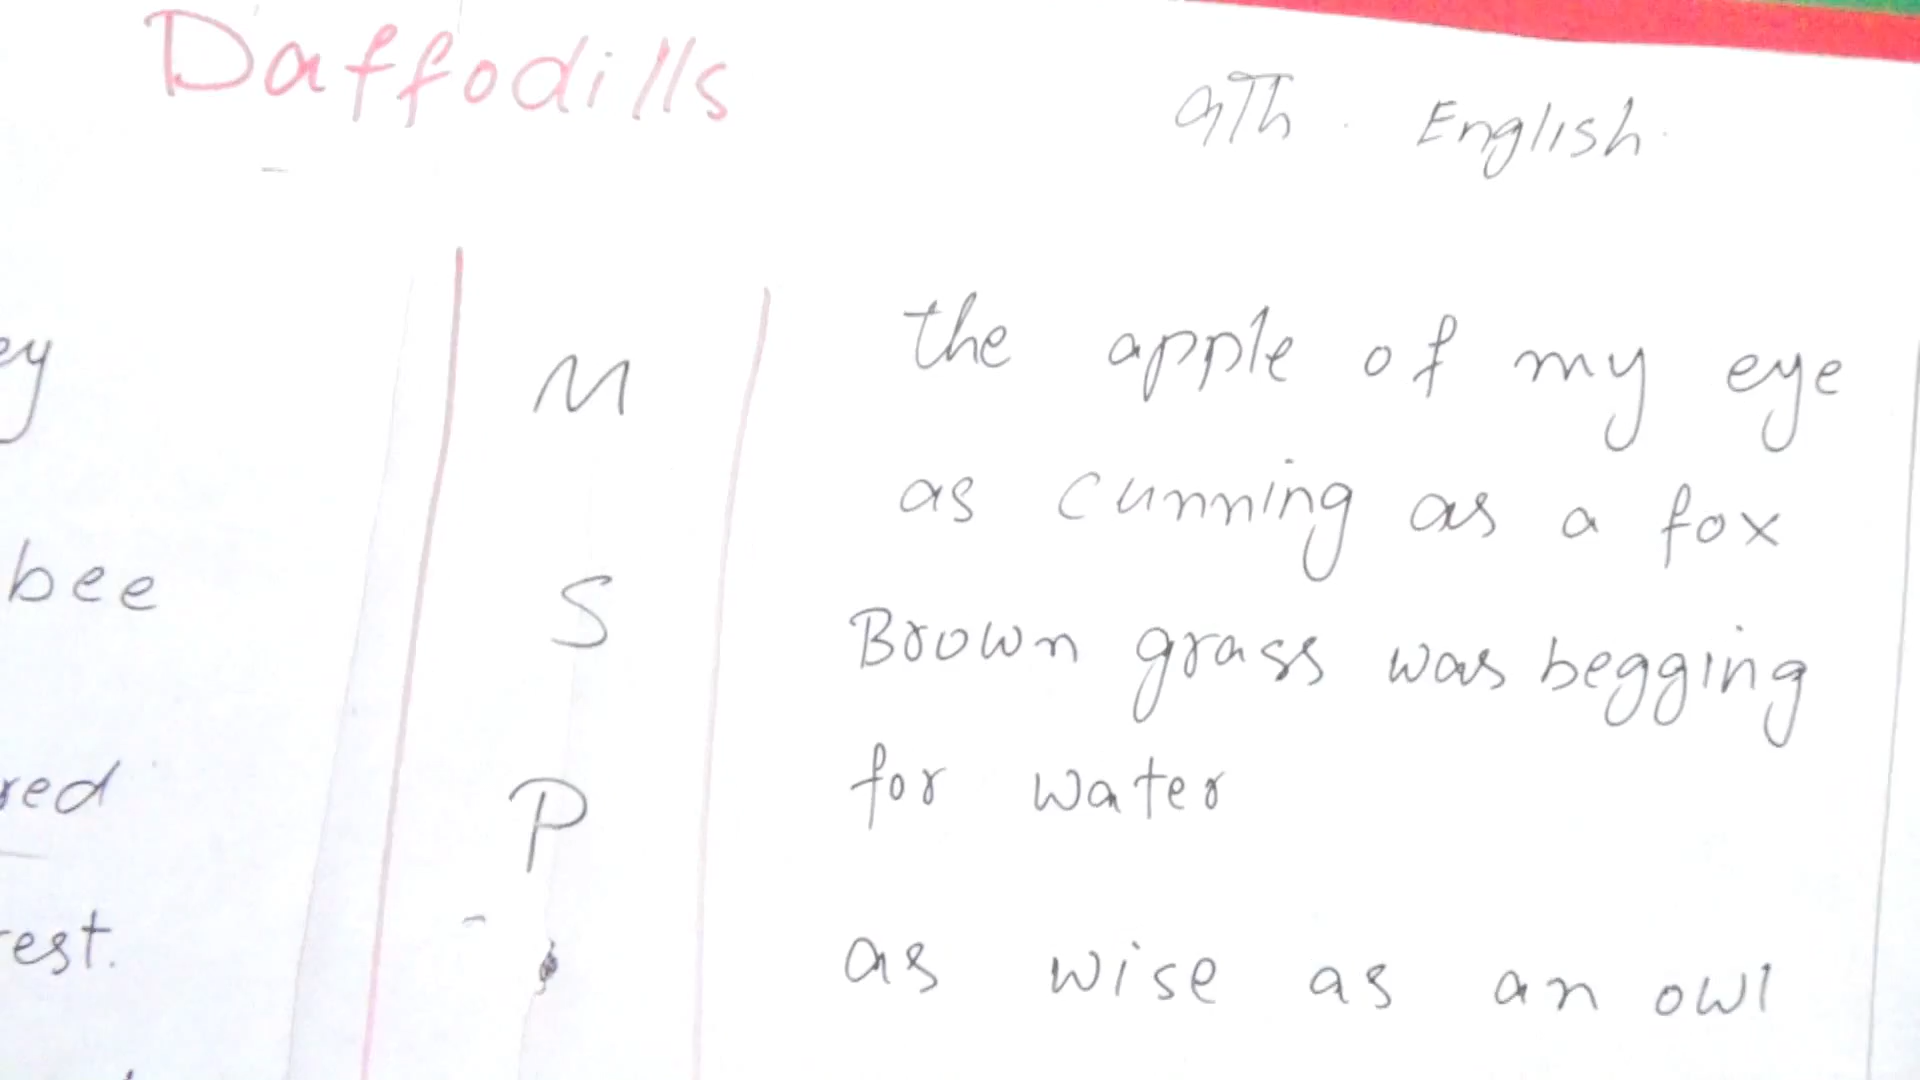 Daffodills
9Th English
the apple of my eye
M
as cunning as a fox
bee
S
Brown grass was begging
for water
red
P
est.
as wise as an owl